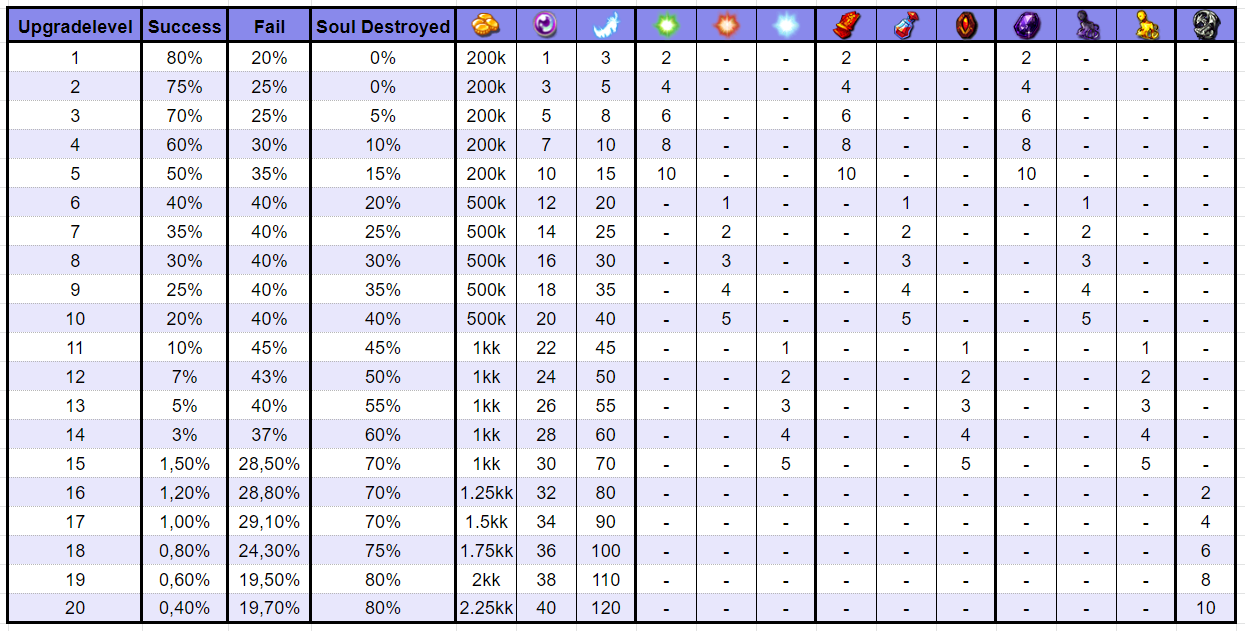 Upgradelevel Success Fail Soul Destroyed
1 80% 20% 0% 200k 1 3 2 - - 2 - - 2 - - -
2 75% 25% 0% 200k 3 5 4 - - 4 - - 4 - - -
3 70% 25% 5% 200k 5 8 6 - - 6 - - 6 - - -
4 60% 30% 10% 200k 7 10 8 - - 8 - - 8 - - -
5 50% 35% 15% 200k 10 15 10 - - 10 - - 10 - - -
6 40% 40% 20% 500k 12 20 - 1 - - 1 - - 1 - -
7 35% 40% 25% 500k 14 25 - 2 - - 2 - - 2 - -
8 30% 40% 30% 500k 16 30 - 3 - - 3 - - 3 - -
9 25% 40% 35% 500k 18 35 - 4 - - 4 - - 4 - -
10 20% 40% 40% 500k 20 40 - 5 - - 5 - - 5 - -
11 10% 45% 45% 1kk 22 45 - - 1 - - 1 - - 1 -
12 7% 43% 50% 1kk 24 50 - - 2 - - 2 - - 2 -
13 5% 40% 55% 1kk 26 55 - - 3 - - 3 - - 3 -
14 3% 37% 60% 1kk 28 60 - - 4 - - 4 - - 4 -
15 1,50% 28,50% 70% 1kk 30 70 - - 5 - - 5 - - 5 -
16 1,20% 28,80% 70% 1.25kk 32 80 - - - - - - - - - 2
17 1,00% 29,10% 70% 1.5kk 34 90 - - - - - - - - - 4
18 0,80% 24,30% 75% 1.75kk 36 100 - - - - - - - - - 6
19 0,60% 19,50% 80% 2kk 38 110 - - - - - - - - - 8
20 0,40% 19,70% 80% 2.25kk 40 120 - - - - - - - - - 10